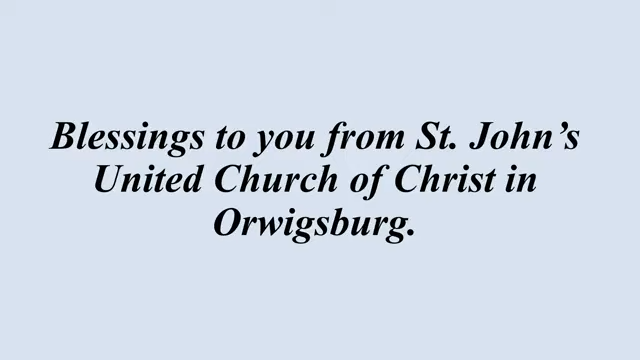 Blessings to you from St. John’s
United Church of Christ in
Orwigsburg.